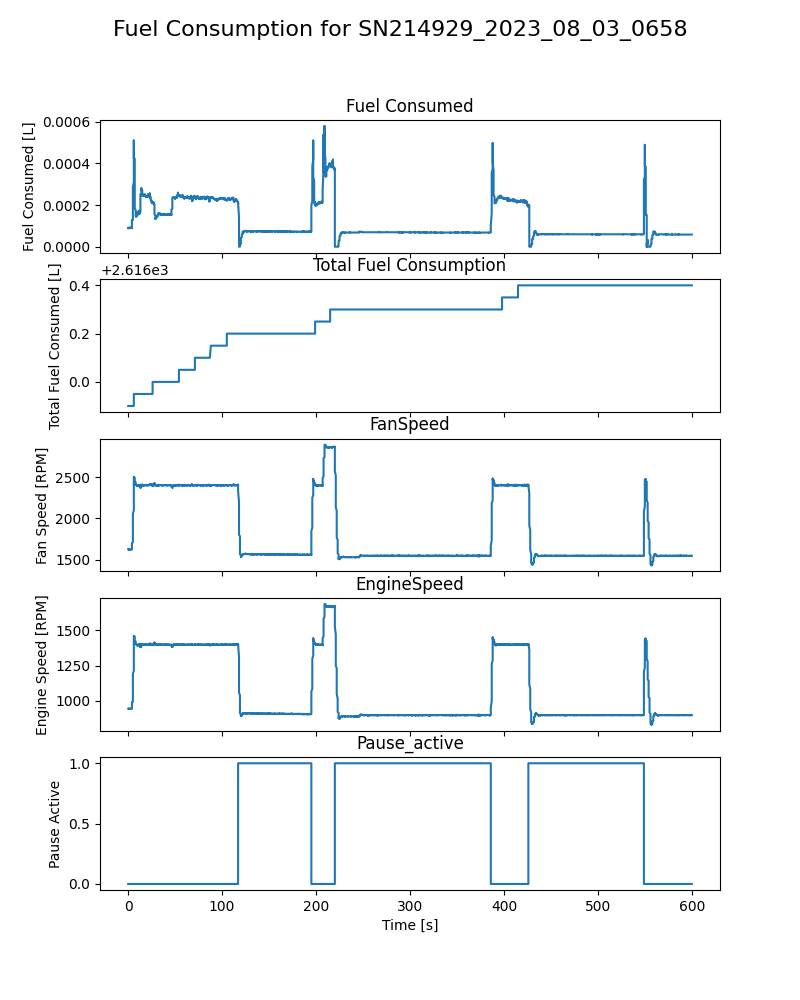 Fuel Consumption for SN214929_2023_08_03_0658
Fuel Consumed
Fuel Consumed [L]
0.0006
0.0004
0.0002
0.0000
Total Fuel Consumption
+2.616e3
Total Fuel Consumed [L]
0.4
0.2
0.0
FanSpeed
Fan Speed [RPM]
2500
2000
1500
EngineSpeed
Engine Speed [RPM]
1500
1250
1000
Pause_active
Pause Active
1.0
0.5
0.0
0 100 200 300 400 500 600
Time [s]